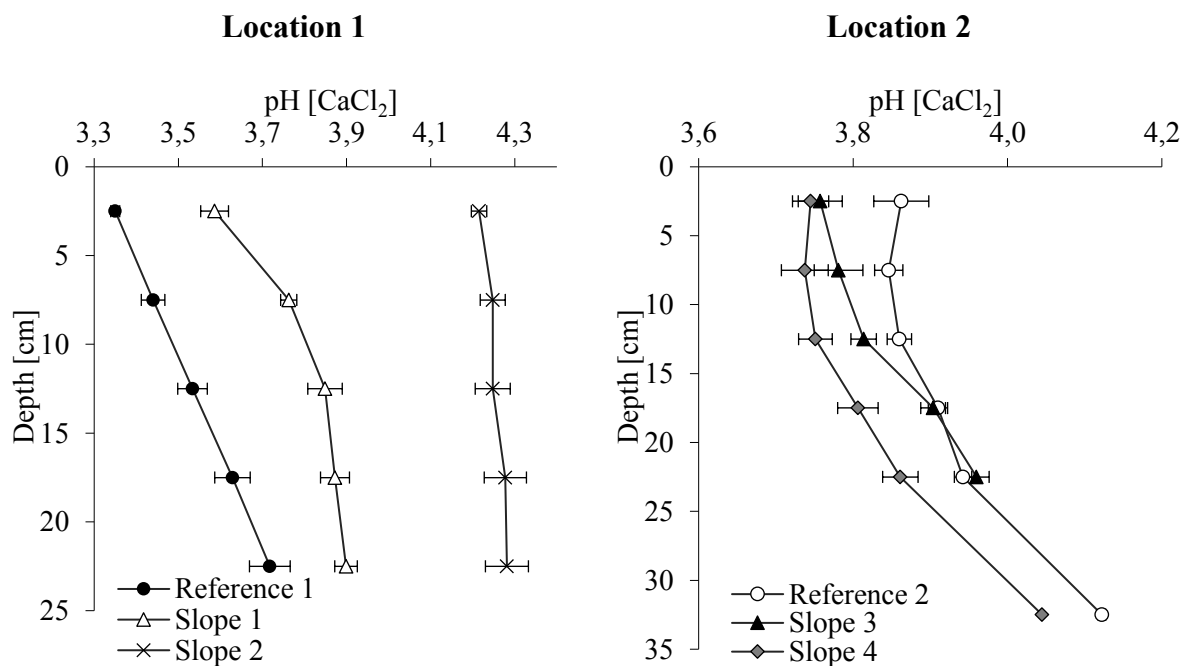 Location 1
pH [CaCl₂]
3,3 3,5 3,7 3,9 4,1 4,3
0
5
10
15
20
25
Depth [cm]
Reference 1
Slope 1
Slope 2
Location 2
pH [CaCl₂]
3,6 3,8 4,0 4,2
0
5
10
15
20
25
30
35
Depth [cm]
Reference 2
Slope 3
Slope 4